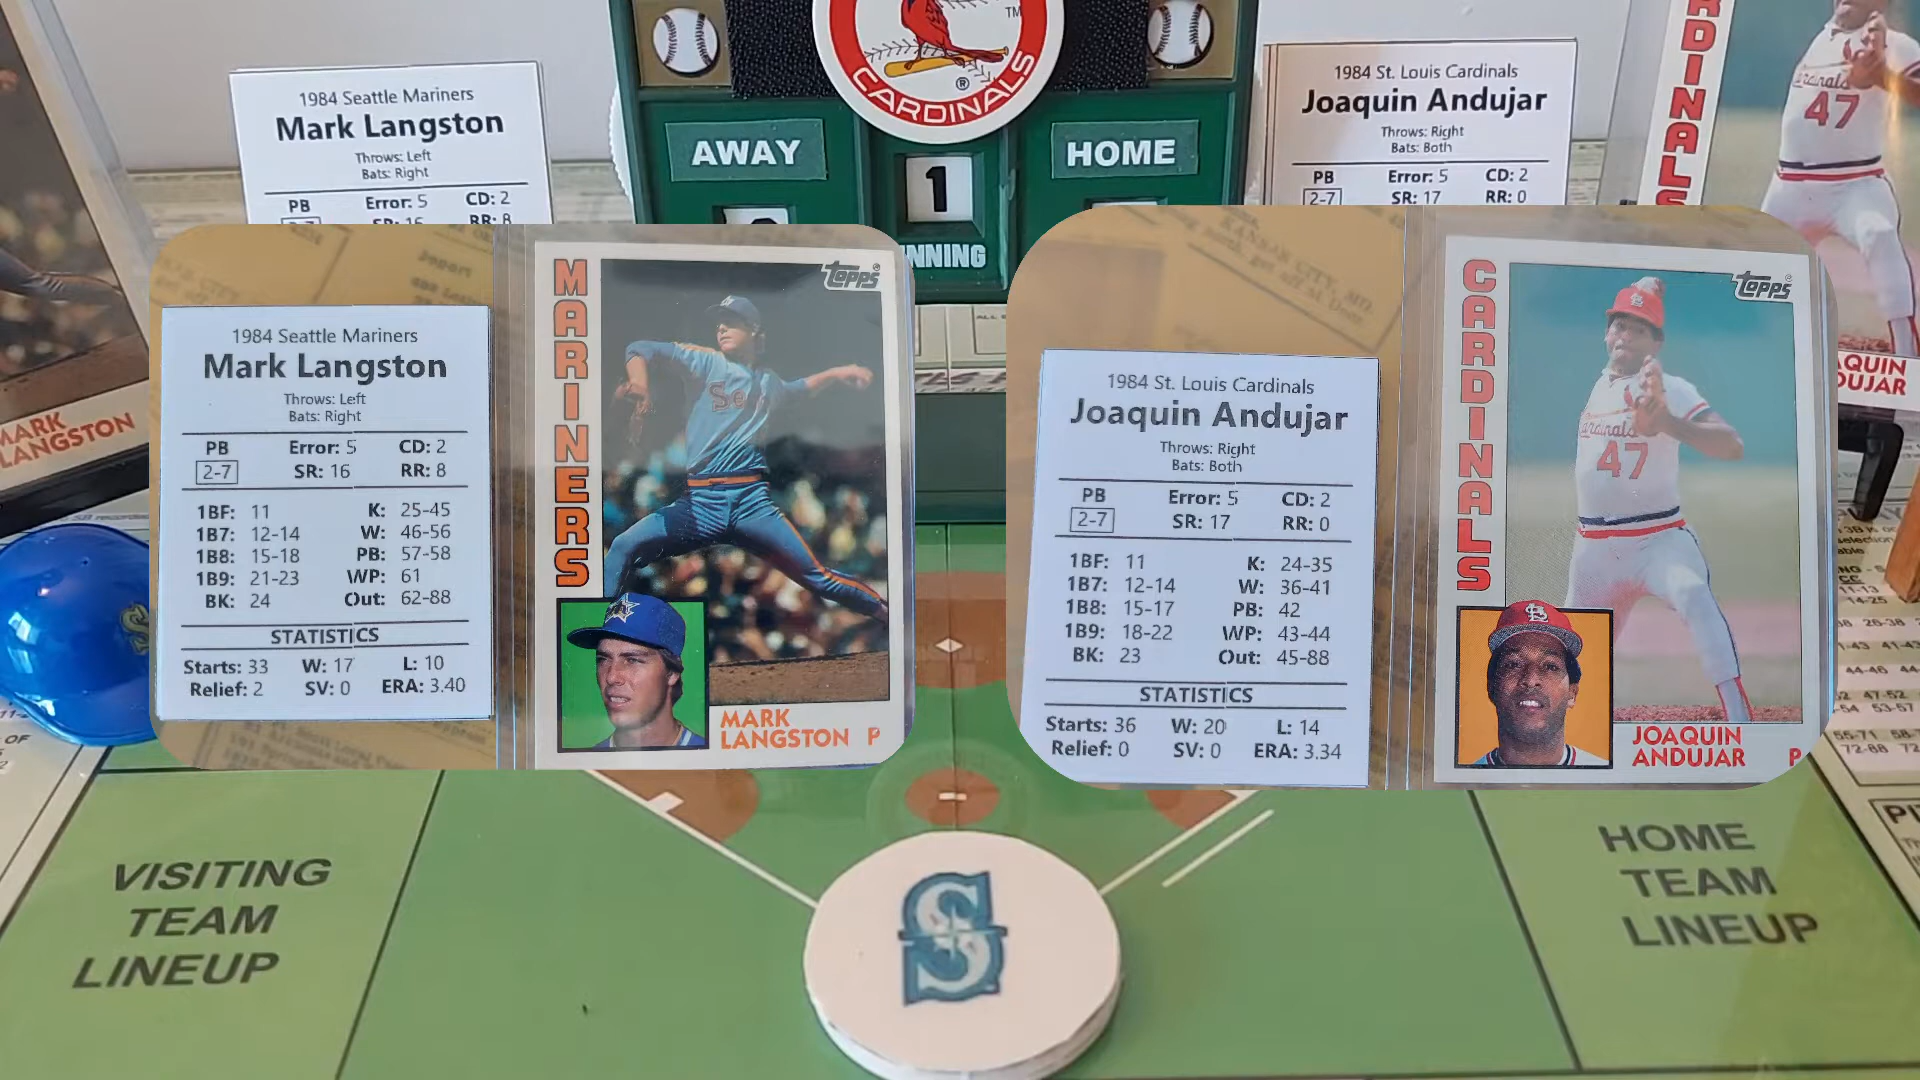 1984 Seattle Mariners
Mark Langston
Throws: Left
Bats: Right
PB Error: 5 CD: 2
RR: 8
CARDINALS
TM
®
AWAY
1
HOME
INNING
1984 St. Louis Cardinals
Joaquin Andujar
Throws: Right
Bats: Both
PB Error: 5 CD: 2
2-7 SR: 17 RR: 0
CARDINALS
47
MARK
LANGSTON
1984 Seattle Mariners
Mark Langston
Throws: Left
Bats: Right
PB Error: 5 CD: 2
2-7 SR: 16 RR: 8
1BF: 11 K: 25-45
1B7: 12-14 W: 46-56
1B8: 15-18 PB: 57-58
1B9: 21-23 WP: 61
BK: 24 Out: 62-88
STATISTICS
Starts: 33 W: 17 L: 10
Relief: 2 SV: 0 ERA: 3.40
MARINERS
Topps
MARK
LANGSTON P
1984 St. Louis Cardinals
Joaquin Andujar
Throws: Right
Bats: Both
PB Error: 5 CD: 2
2-7 SR: 17 RR: 0
1BF: 11 K: 24-35
1B7: 12-14 W: 36-41
1B8: 15-17 PB: 42
1B9: 18-22 WP: 43-44
BK: 23 Out: 45-88
STATISTICS
Starts: 36 W: 20 L: 14
Relief: 0 SV: 0 ERA: 3.34
CARDINALS
Topps
Cardinals
47
JOAQUIN
ANDUJAR P
VISITING
TEAM
LINEUP
S
HOME
TEAM
LINEUP